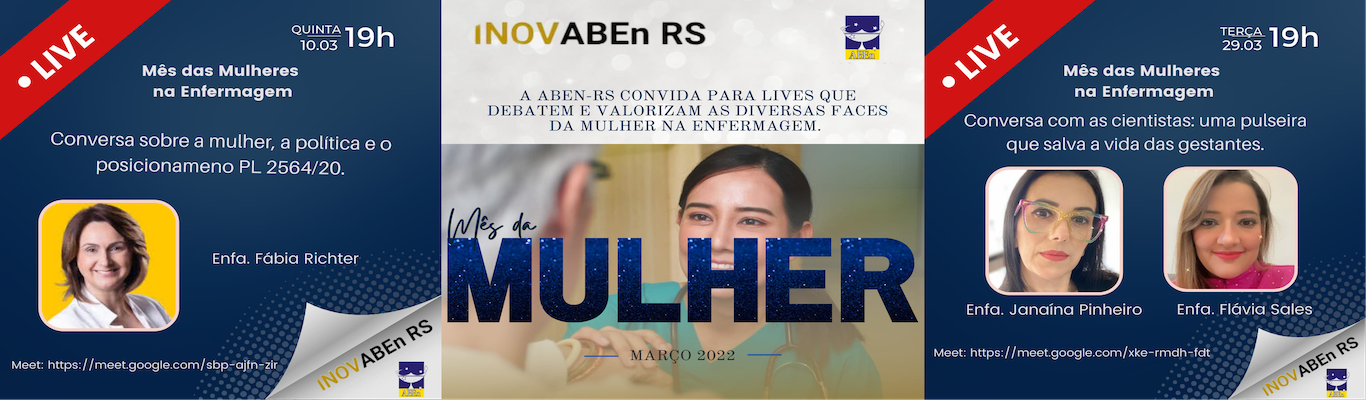 LIVE
QUINTA
10.03
19h
Mês das Mulheres
na Enfermagem
Conversa sobre a mulher, a política e o
posicionameno PL 2564/20.
Enfa. Fábia Richter
Meet: https://meet.google.com/sbp-ajfn-zir
iNOVABEn RS
ABEn
iNOVABEn RS
ABEn
A ABEN-RS CONVIDA PARA LIVES QUE
DEBATEM E VALORIZAM AS DIVERSAS FACES
DA MULHER NA ENFERMAGEM.
Mês da
MULHER
MARÇO 2022
LIVE
TERÇA
29.03
19h
Mês das Mulheres
na Enfermagem
Conversa com as cientistas: uma pulseira
que salva a vida das gestantes.
Enfa. Janaína Pinheiro
Enfa. Flávia Sales
Meet: https://meet.google.com/xke-rmdh-fdt
iNOVABEn RS
ABEn